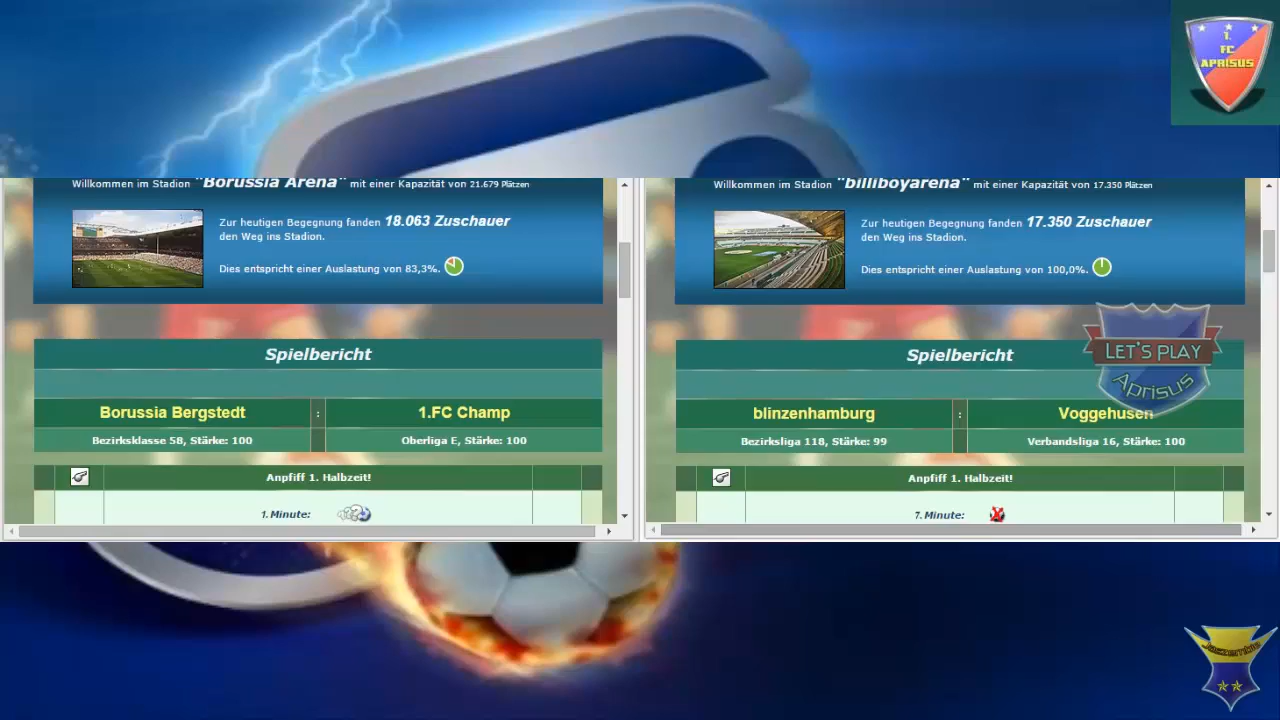 1.
FC
APRISUS
Willkommen im Stadion "Borussia Arena" mit einer Kapazität von 21.679 Plätzen
Zur heutigen Begegnung fanden 18.063 Zuschauer
den Weg ins Stadion.
Dies entspricht einer Auslastung von 83,3%.
Spielbericht
Borussia Bergstedt : 1.FC Champ
Bezirksklasse 58, Stärke: 100 Oberliga E, Stärke: 100
Anpfiff 1. Halbzeit!
1. Minute:
Willkommen im Stadion "billiboyarena" mit einer Kapazität von 17.350 Plätzen
Zur heutigen Begegnung fanden 17.350 Zuschauer
den Weg ins Stadion.
Dies entspricht einer Auslastung von 100,0%.
Spielbericht
blinzenhamburg : Voggehusen
Bezirksliga 118, Stärke: 99 Verbandsliga 16, Stärke: 100
Anpfiff 1. Halbzeit!
7. Minute:
LET'S PLAY
Aprisus